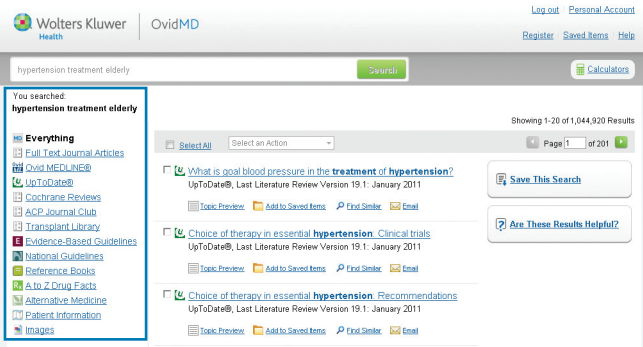 Log out Personal Account
Wolters Kluwer
Health
OvidMD
Register Saved Items Help
hypertension treatment elderly
Search
Calculators
You searched:
hypertension treatment elderly
Showing 1-20 of 1,044,920 Results
MD Everything
Full Text Journal Articles
Ovid MEDLINE®
UpToDate®
Cochrane Reviews
ACP Journal Club
Transplant Library
E Evidence-Based Guidelines
National Guidelines
Reference Books
A to Z Drug Facts
Alternative Medicine
Patient Information
Images
Select All Select an Action
Page 1 of 201
What is goal blood pressure in the treatment of hypertension?
UpToDate®, Last Literature Review Version 19.1: January 2011
Topic Preview Add to Saved Items Find Similar Email
Choice of therapy in essential hypertension: Clinical trials
UpToDate®, Last Literature Review Version 19.1: January 2011
Topic Preview Add to Saved Items Find Similar Email
Choice of therapy in essential hypertension: Recommendations
UpToDate®, Last Literature Review Version 19.1: January 2011
Topic Preview Add to Saved Items Find Similar Email
Save This Search
Are These Results Helpful?